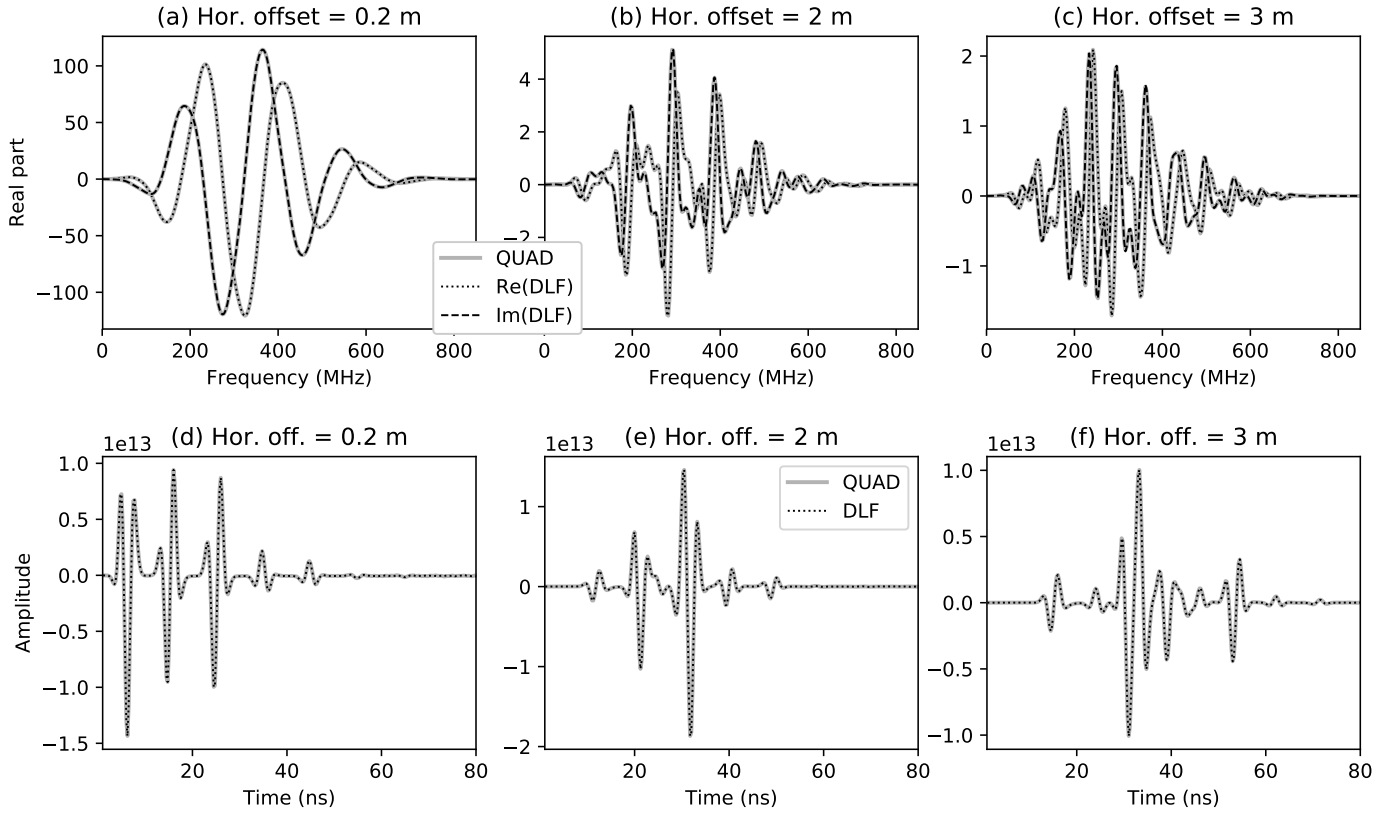 (a) Hor. offset = 0.2 m
(b) Hor. offset = 2 m
(c) Hor. offset = 3 m
Real part
100
50
0
−50
−100
4
2
0
−2
2
1
0
−1
QUAD
Re(DLF)
Im(DLF)
0 200 400 600 800
0 200 400 600 800
0 200 400 600 800
Frequency (MHz)
Frequency (MHz)
Frequency (MHz)
(d) Hor. off. = 0.2 m
(e) Hor. off. = 2 m
(f) Hor. off. = 3 m
1e13
1e13
1e13
Amplitude
1.0
0.5
0.0
−0.5
−1.0
−1.5
1
0
−1
−2
QUAD
DLF
1.0
0.5
0.0
−0.5
−1.0
20 40 60 80
20 40 60 80
20 40 60 80
Time (ns)
Time (ns)
Time (ns)